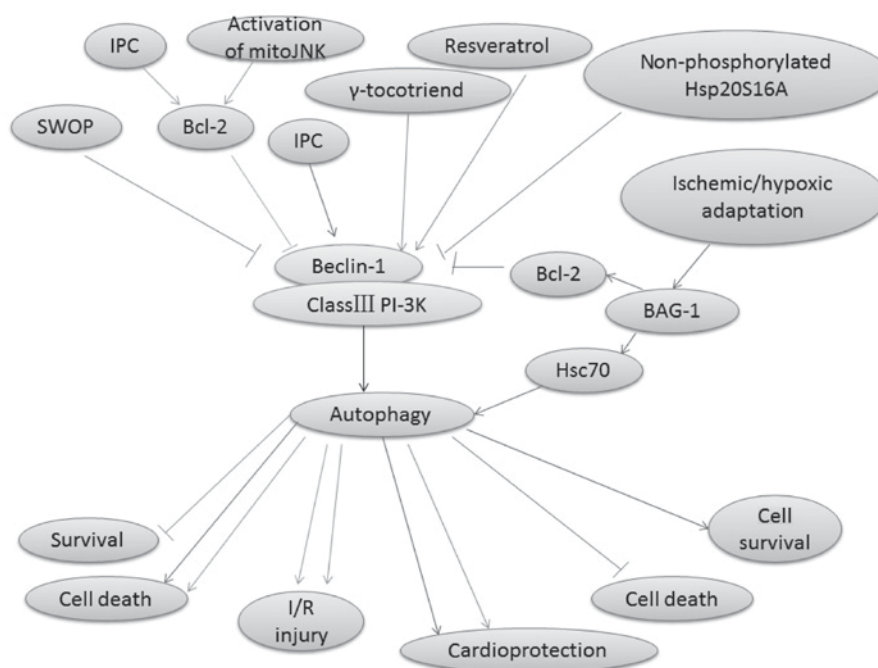 IPC
Activation
of mitoJNK
Resveratrol
Non-phosphorylated
Hsp20S16A
γ-tocotriend
SWOP
Bcl-2
IPC
Ischemic/hypoxic
adaptation
Beclin-1
Bcl-2
ClassⅢ PI-3K
BAG-1
Hsc70
Autophagy
Survival
Cell
survival
Cell death
I/R
injury
Cell death
Cardioprotection